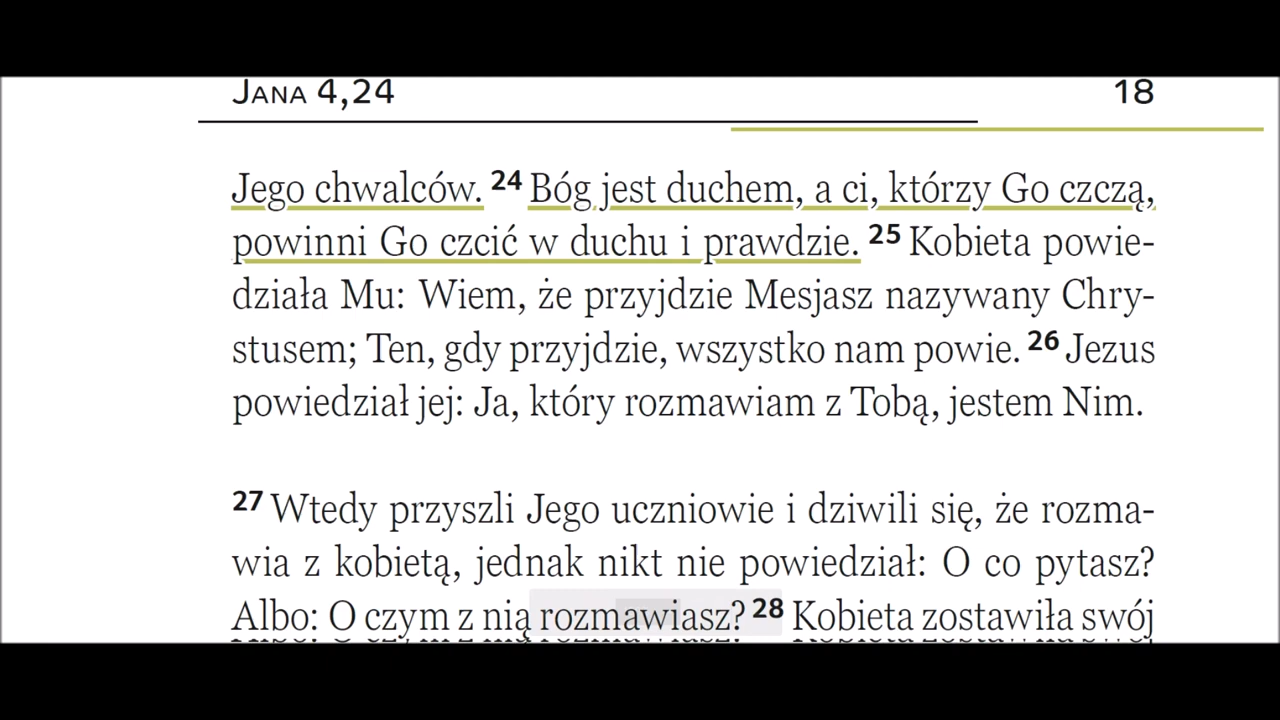 Jana 4,24 18
Jego chwalców. 24 Bóg jest duchem, a ci, którzy Go czczą,
powinni Go czcić w duchu i prawdzie. 25 Kobieta powie-
działa Mu: Wiem, że przyjdzie Mesjasz nazywany Chry-
stusem; Ten, gdy przyjdzie, wszystko nam powie. 26 Jezus
powiedział jej: Ja, który rozmawiam z Tobą, jestem Nim.
27 Wtedy przyszli Jego uczniowie i dziwili się, że rozma-
wia z kobietą, jednak nikt nie powiedział: O co pytasz?
Albo: O czym z nią rozmawiasz? 28 Kobieta zostawiła swój